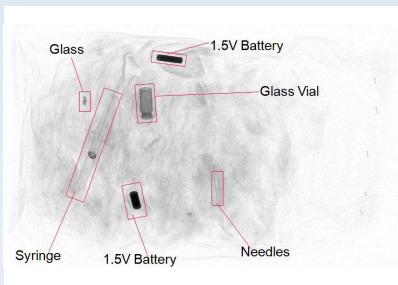 Glass
1.5V Battery
Glass Vial
Syringe
1.5V Battery
Needles